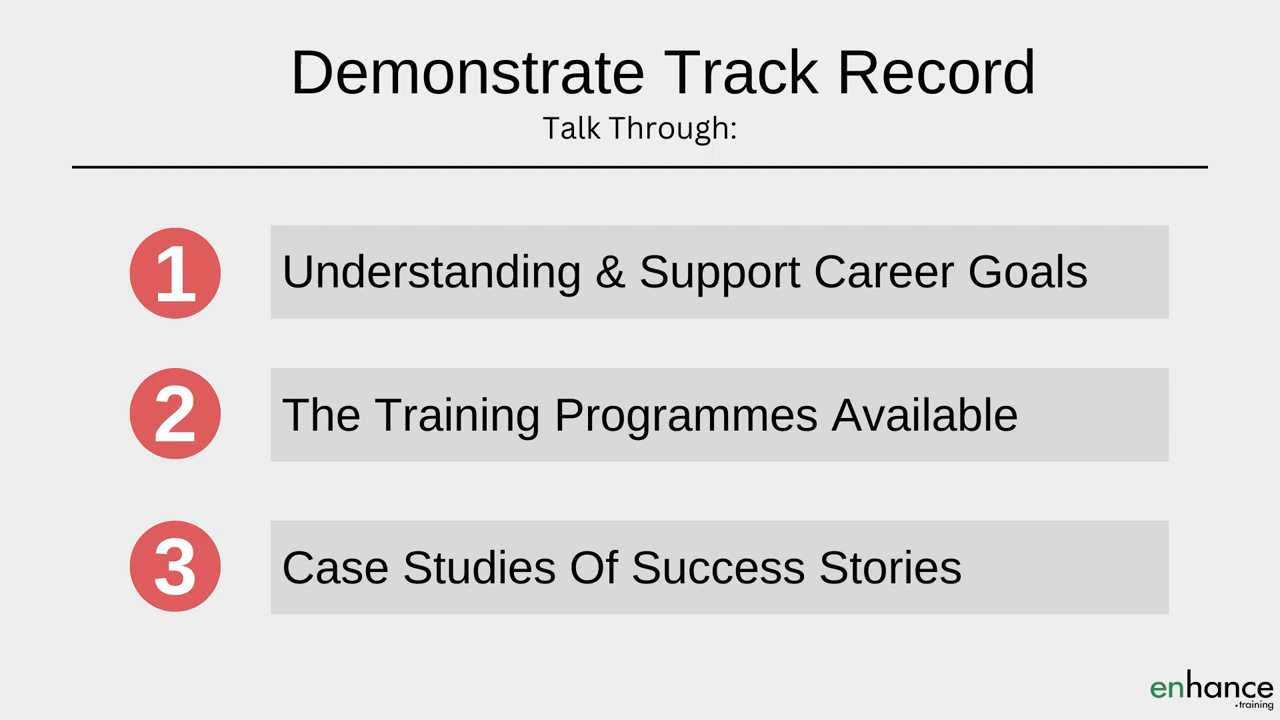 Demonstrate Track Record
Talk Through:
1
Understanding & Support Career Goals
2
The Training Programmes Available
3
Case Studies Of Success Stories
enhance
.training